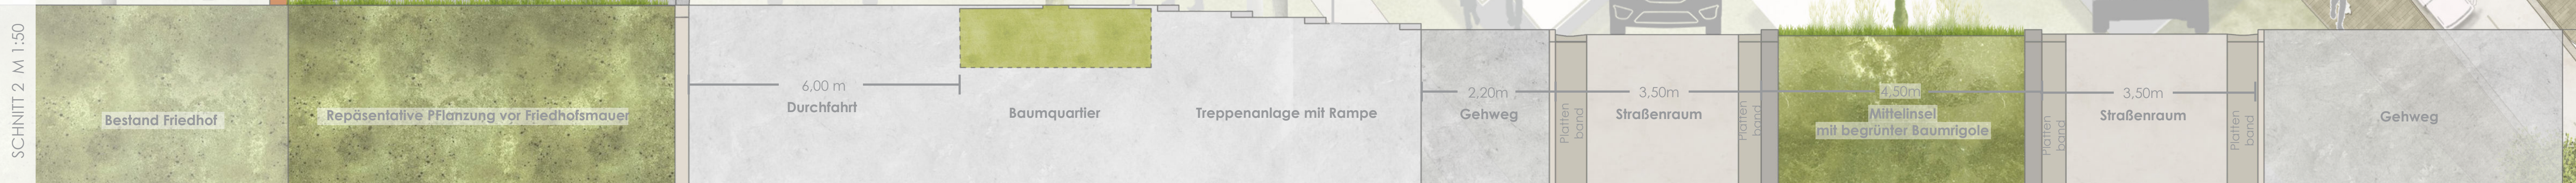 SCHNITT 2 M 1:50
Bestand Friedhof
Repäsentative PFlanzung vor Friedhofsmauer
6,00 m
Durchfahrt
Baumquartier
Treppenanlage mit Rampe
2,20m
Gehweg
Platten
band
3,50m
Straßenraum
Platten
band
4,50m
Mittelinsel
mit begrünter Baumrigole
Platten
band
3,50m
Straßenraum
Platten
band
Gehweg